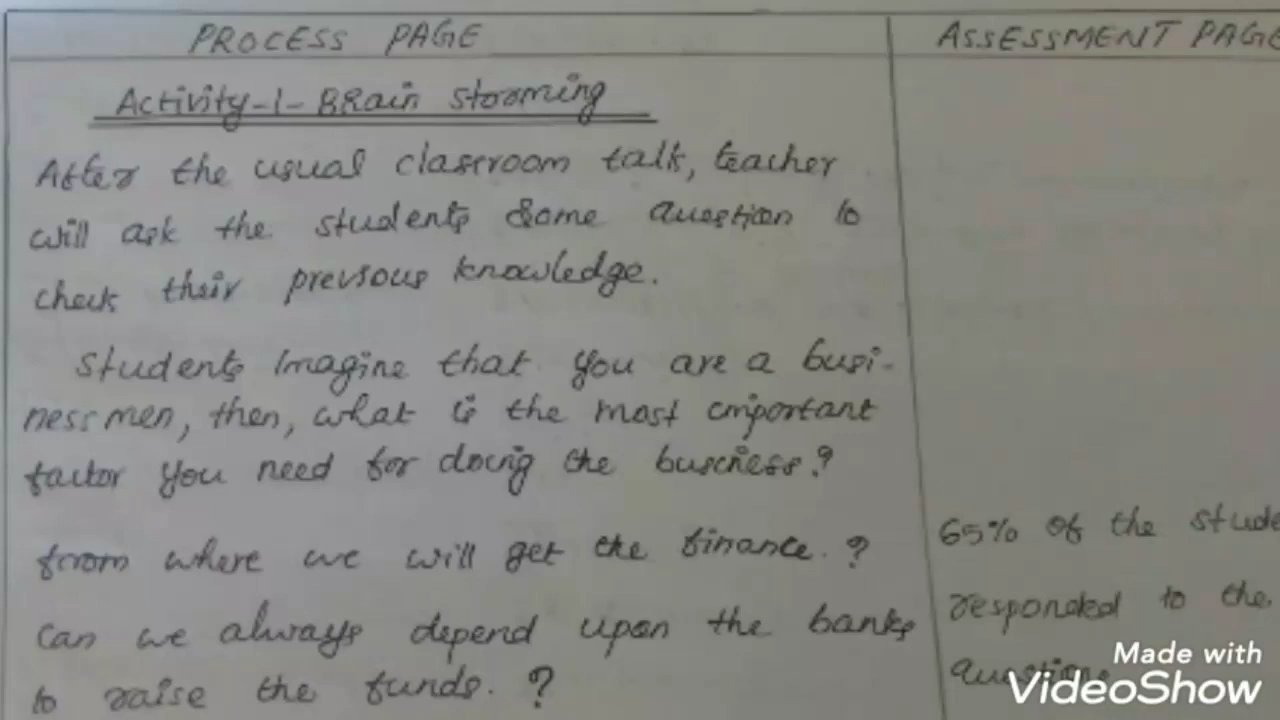 PROCESS PAGE
ASSESSMENT PAGE
Activity-1-BRain Storming
After the usual classroom talk, teacher
will ask the students Some question to
check their previous knowledge.
Students Imagine that you are a busi-
ness men, then, what is the most important
factor you need for doing the business?
from where we will get the finance. ?
Can we always depend upon the banks
to raise the funds. ?
65% of the stude
responded to the
question
Made with
VideoShow